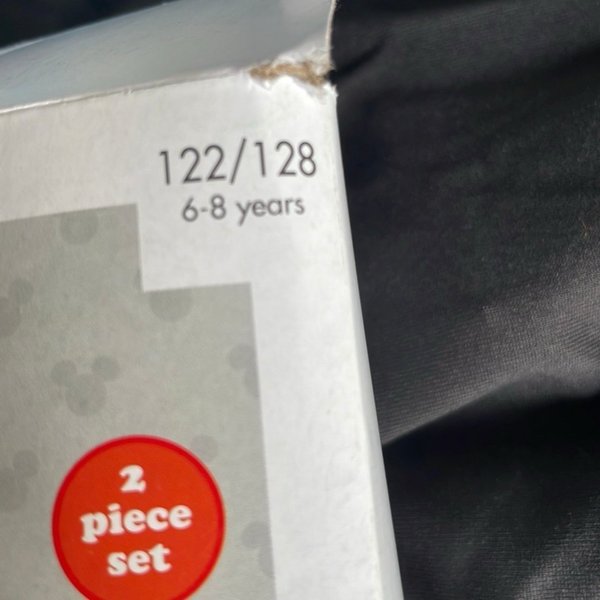 122/128
6-8 years
2
piece
set